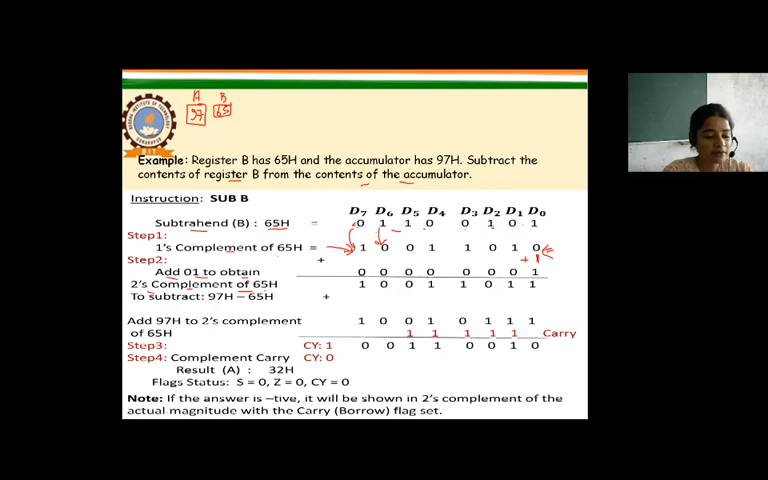 A B
97 65
Example: Register B has 65H and the accumulator has 97H. Subtract the
contents of register B from the contents of the accumulator.
Instruction: SUB B
D7 D6 D5 D4 D3 D2 D1 D0
Subtrahend (B) : 65H = 0 1 1 0 0 1 0 1
Step1:
1's Complement of 65H = 1 0 0 1 1 0 1 0
Step2: + + 1
Add 01 to obtain 0 0 0 0 0 0 0 1
2's Complement of 65H 1 0 0 1 1 0 1 1
To subtract: 97H – 65H +
Add 97H to 2's complement 1 0 0 1 0 1 1 1
of 65H 1 1 1 1 1 Carry
Step3: CY: 1 0 0 1 1 0 0 1 0
Step4: Complement Carry CY: 0
Result (A) : 32H
Flags Status: S = 0, Z = 0, CY = 0
Note: If the answer is –tive, it will be shown in 2's complement of the
actual magnitude with the Carry (Borrow) flag set.